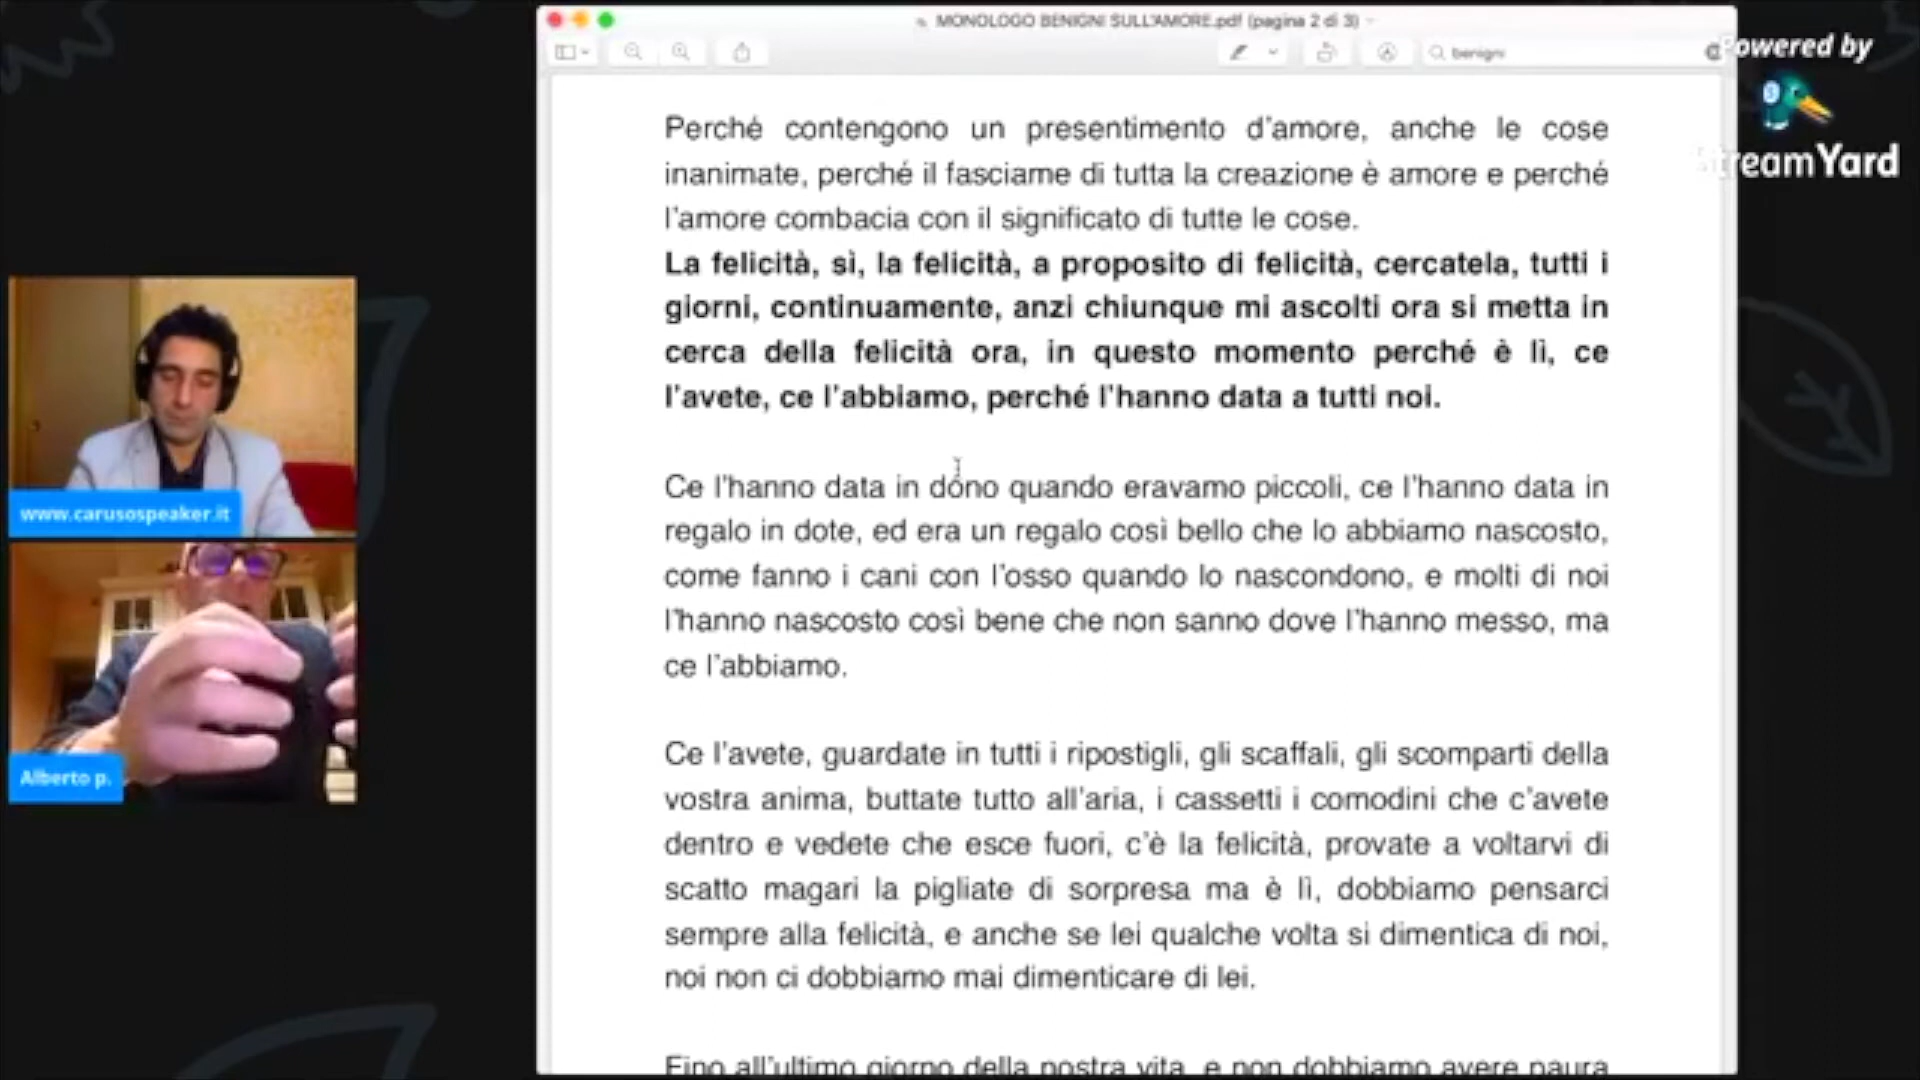 MONOLOGO BENIGNI SULL'AMORE.pdf (pagina 2 di 3)
benigni
Powered by
StreamYard
Perché contengono un presentimento d'amore, anche le cose
inanimate, perché il fasciame di tutta la creazione è amore e perché
l'amore combacia con il significato di tutte le cose.
La felicità, sì, la felicità, a proposito di felicità, cercatela, tutti i
giorni, continuamente, anzi chiunque mi ascolti ora si metta in
cerca della felicità ora, in questo momento perché è lì, ce
l'avete, ce l'abbiamo, perché l'hanno data a tutti noi.
Ce l'hanno data in dono quando eravamo piccoli, ce l'hanno data in
regalo in dote, ed era un regalo così bello che lo abbiamo nascosto,
come fanno i cani con l'osso quando lo nascondono, e molti di noi
l'hanno nascosto così bene che non sanno dove l'hanno messo, ma
ce l'abbiamo.
Ce l'avete, guardate in tutti i ripostigli, gli scaffali, gli scomparti della
vostra anima, buttate tutto all'aria, i cassetti i comodini che c'avete
dentro e vedete che esce fuori, c'è la felicità, provate a voltarvi di
scatto magari la pigliate di sorpresa ma è lì, dobbiamo pensarci
sempre alla felicità, e anche se lei qualche volta si dimentica di noi,
noi non ci dobbiamo mai dimenticare di lei.
Fino all'ultimo giorno della nostra vita, e non dobbiamo avere paura
www.carusospeaker.it
Alberto p.